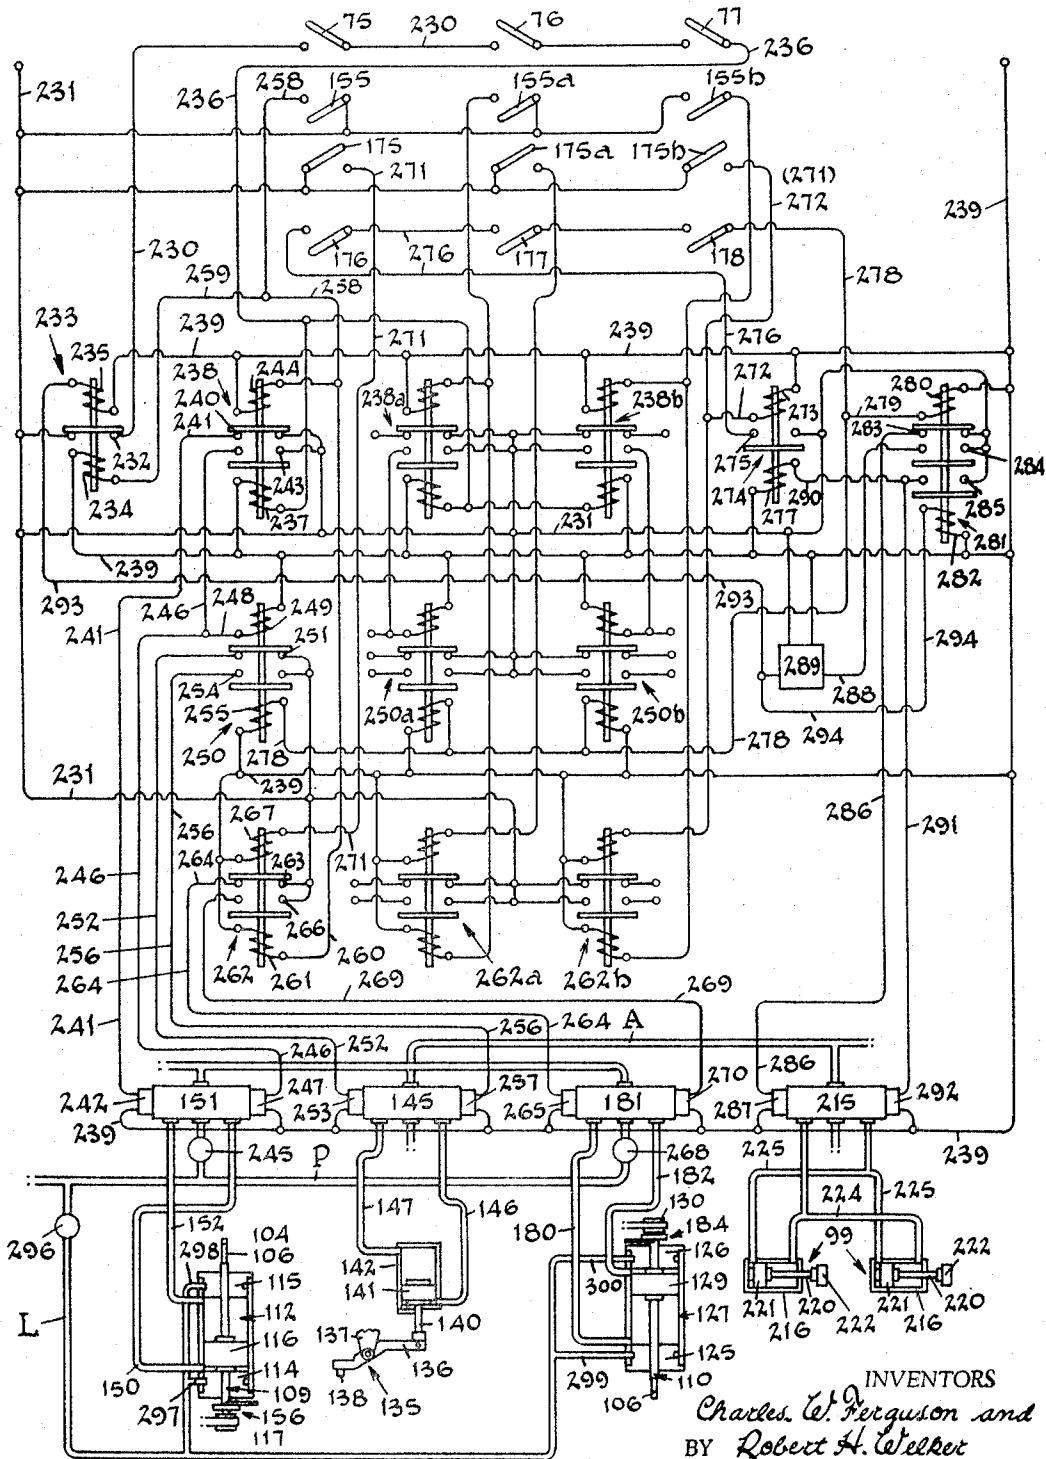 75 230 76 77
236
231 236 258 155 155a 155b
175 175a 175b
271 (271)
272
239
230 276 176 276 177 178 278
259 258
233 239 271 239 276
235 238 244 238a 238b 272 273 279 280
240 283
241 232 243 275 284
234 237 274 277 290 285
231 281
239 282
293 246 248 249 293
241 251 294
254 289
255 250a 250b 288
250 278 294 278
239
231
267 286
256 264 263 271 291
246
252 266
256 262 261 260 262a 262b
264 269 269
241 246 252 256 264 A 286
242 151 247 253 145 257 265 181 270 287 215 292
239 245 P 268 225 239
182
152 147 146 180 130 224 225
296 298 104 184 99
106 142 126 222
115 141 300 129
112 127 221 220 221 220
L 137 140 216 222 216
116 136 125
150 114 299
297 109 138 135 106 110
156
117
INVENTORS
Charles. W. Ferguson and
BY Robert H. Welker